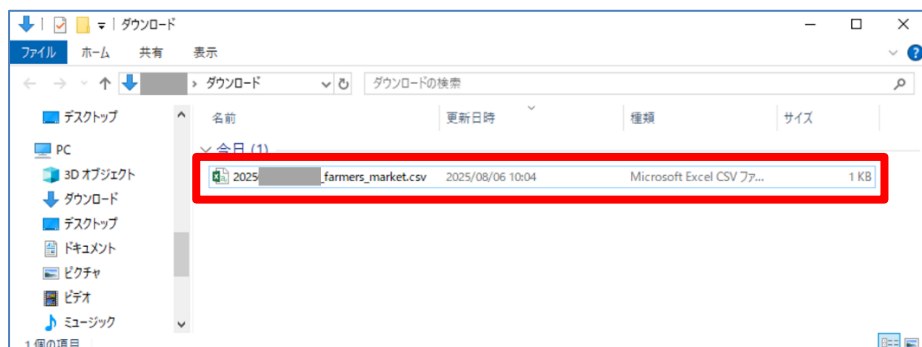 ダウンロード
ファイル ホーム 共有 表示
ダウンロード ダウンロードの検索
デスクトップ
PC
3D オブジェクト
ダウンロード
デスクトップ
ドキュメント
ピクチャ
ビデオ
ミュージック
名前 更新日時 種類 サイズ
今日 (1)
2025 _farmers_market.csv 2025/08/06 10:04 Microsoft Excel CSV ファ... 1 KB
1 個の項目